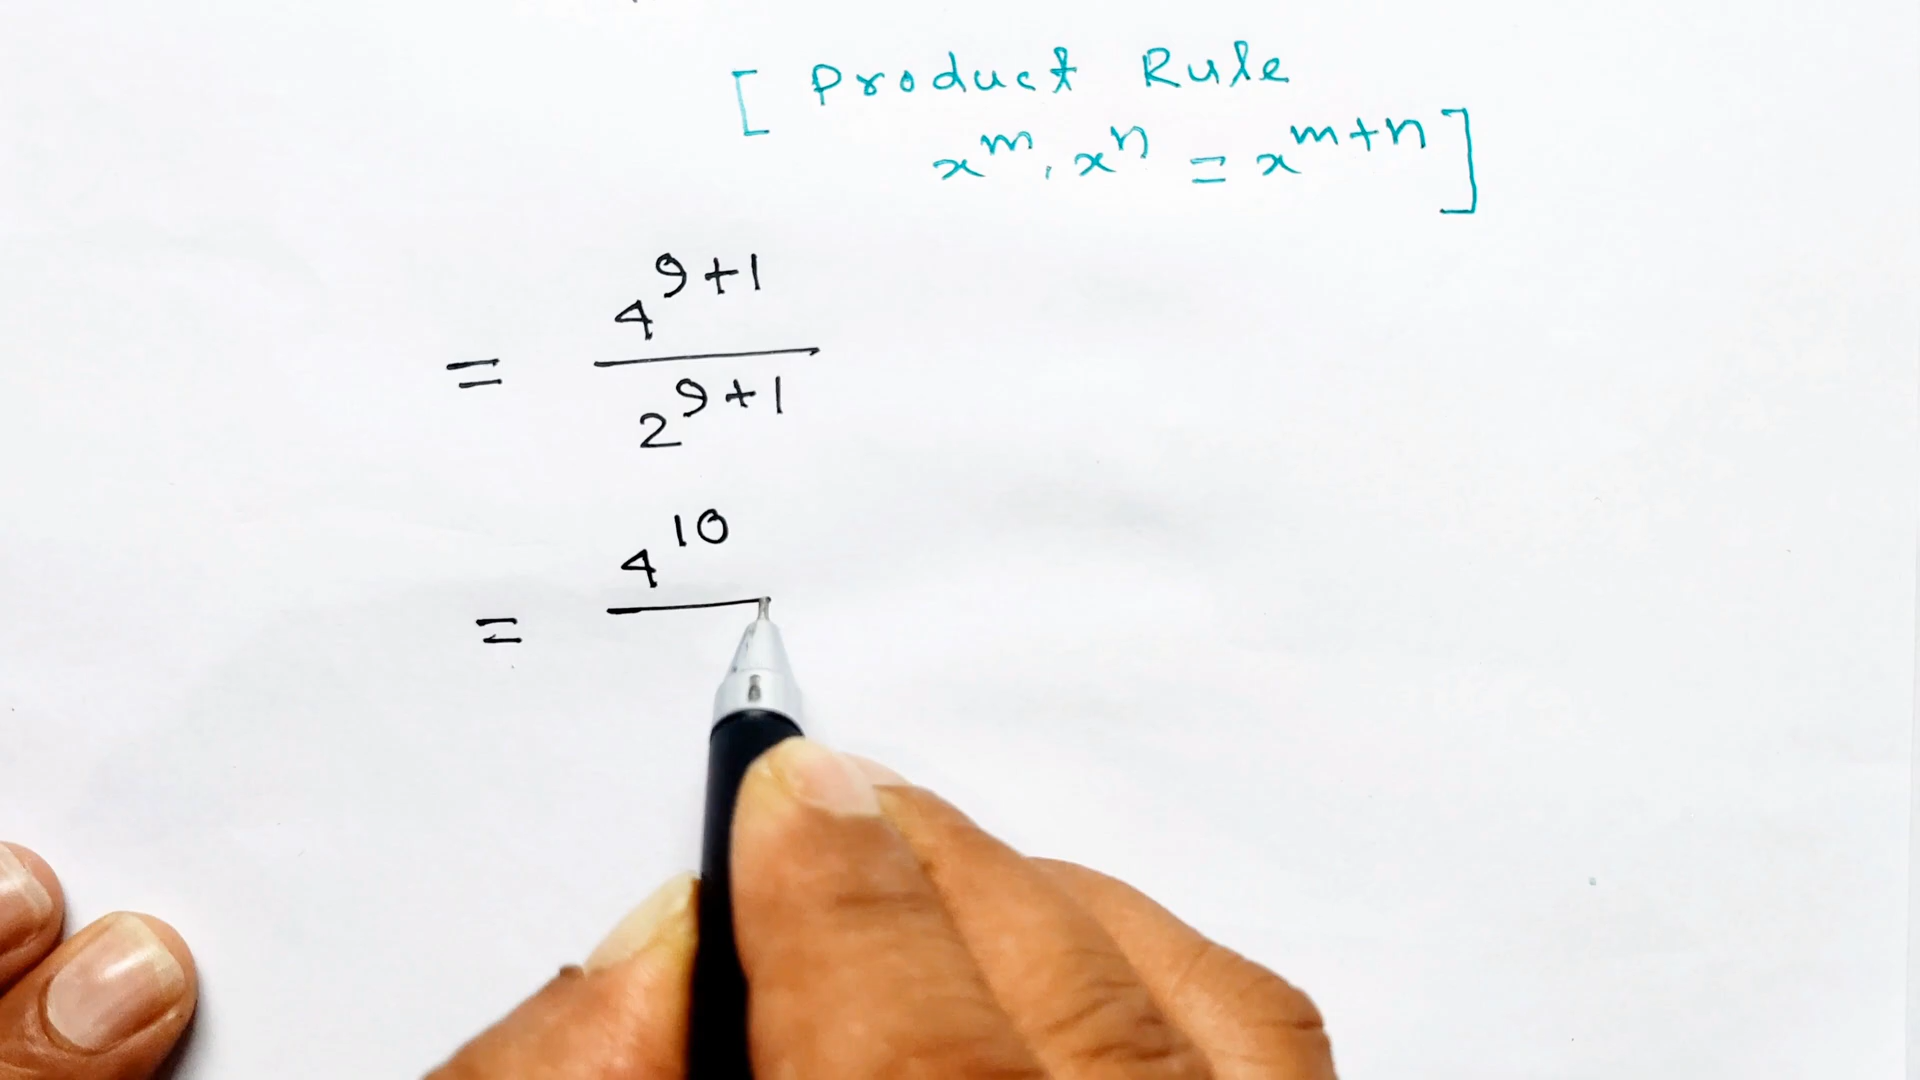 [ Product Rule
x^m . x^n = x^{m+n} ]
= 4^{9+1} / 2^{9+1}
= 4^{10} /